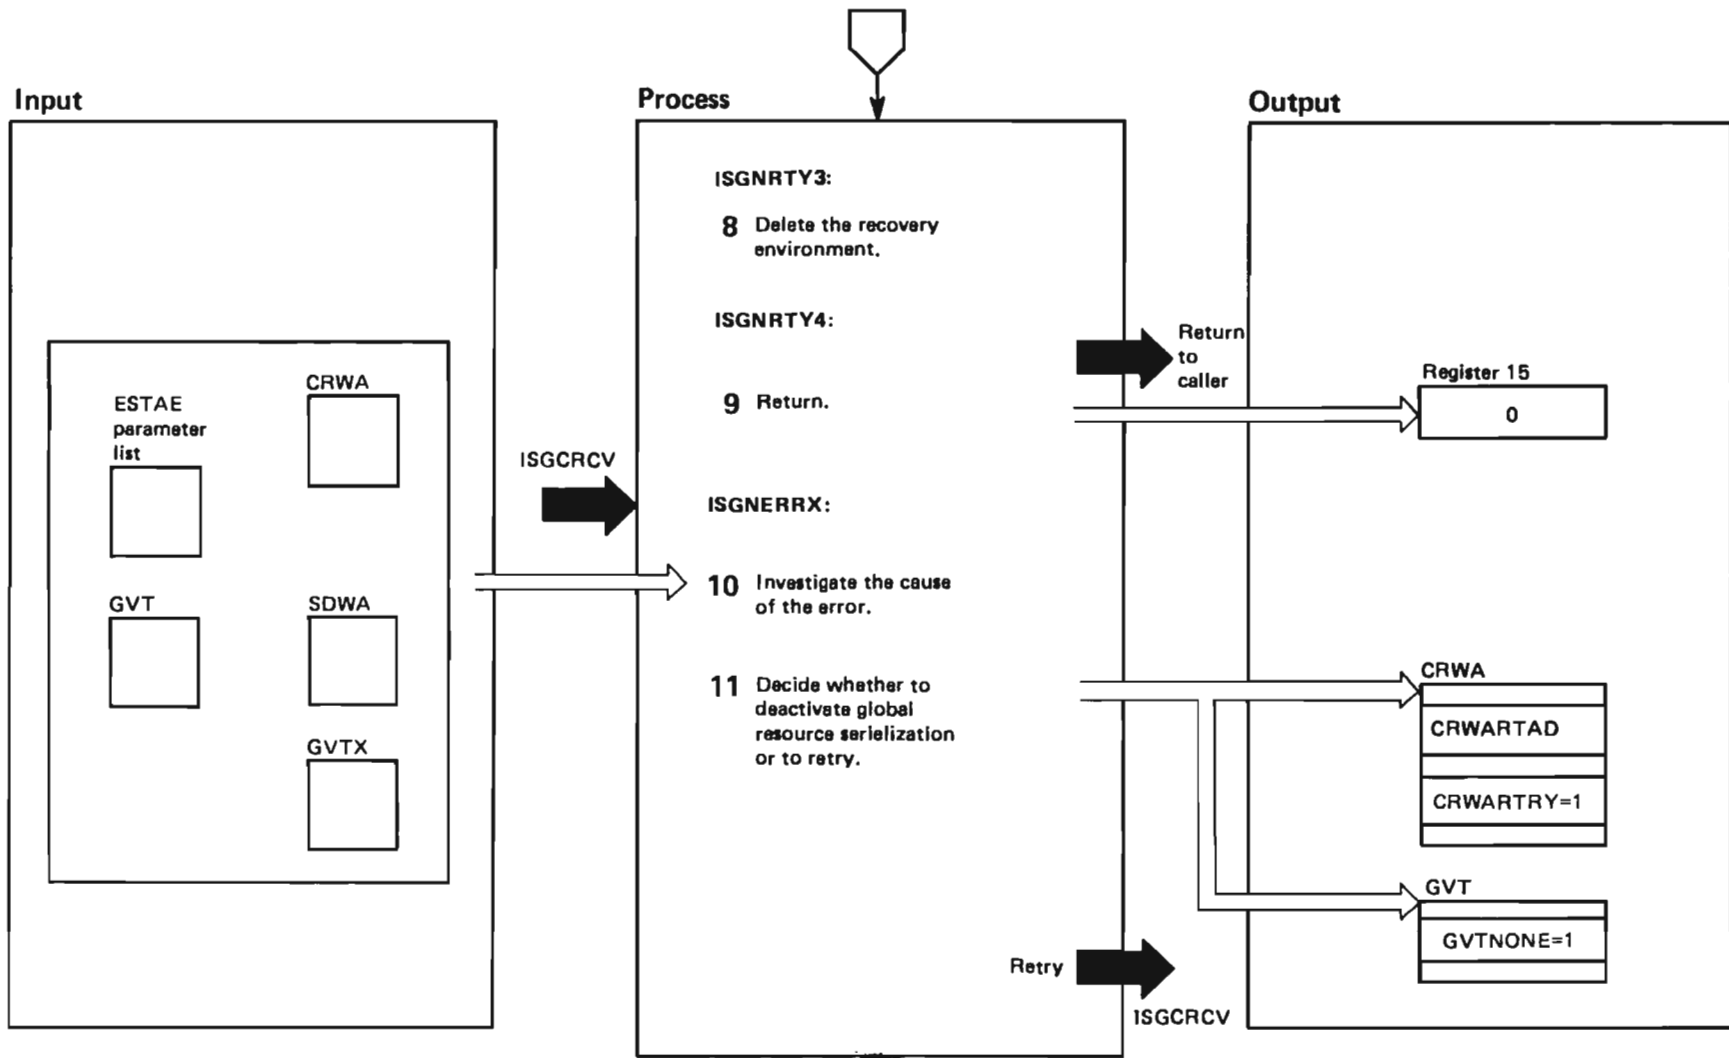 Input
Process
Output
ISGNRTY3:
8 Delete the recovery
environment.
ISGNRTY4:
9 Return.
Return
to
caller
Register 15
0
CRWA
ESTAE
parameter
list
GVT
SDWA
GVTX
ISGCRCV
ISGNERRX:
10 Investigate the cause
of the error.
11 Decide whether to
deactivate global
resource serielization
or to retry.
CRWA
CRWARTAD
CRWARTRY=1
GVT
GVTNONE=1
Retry
ISGCRCV